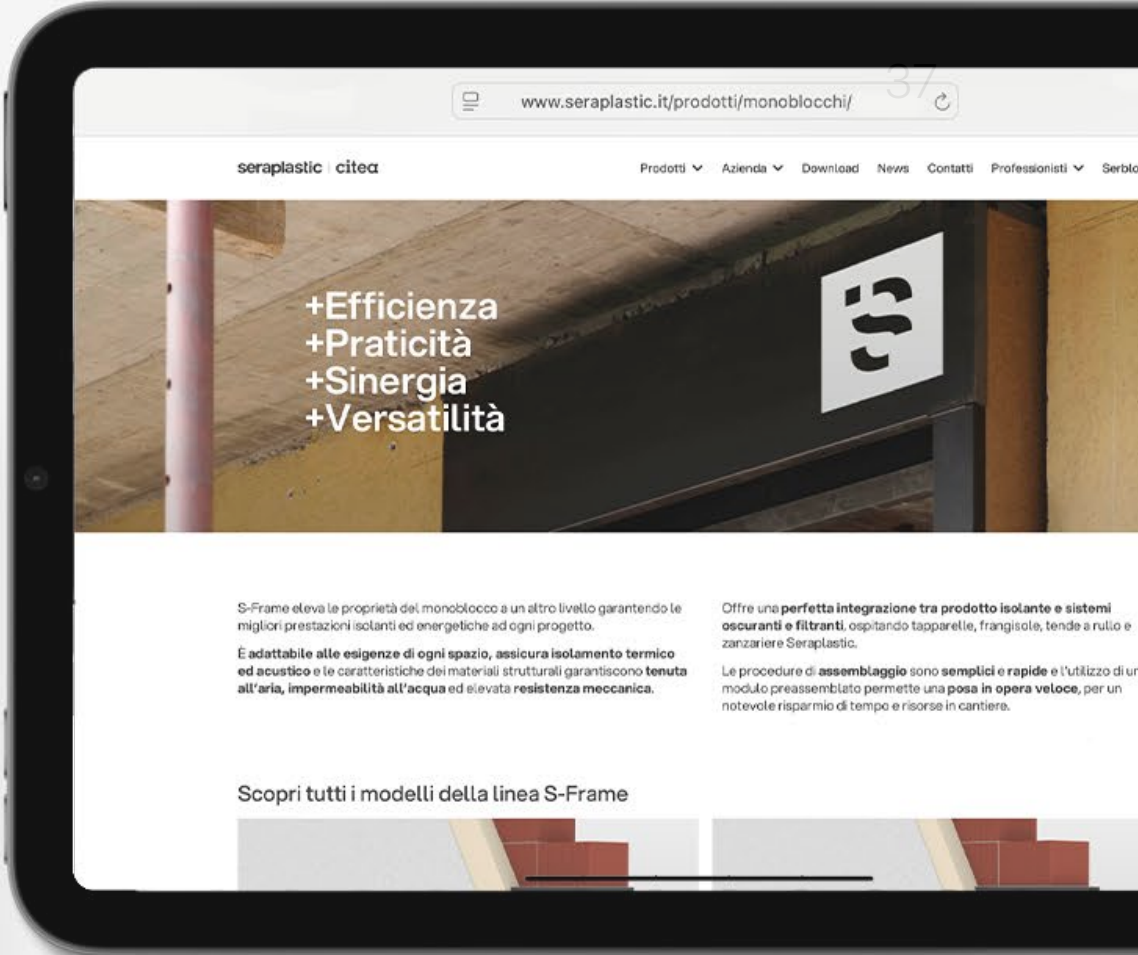 37
www.seraplastic.it/prodotti/monoblocchi/
seraplastic | citea
Prodotti Azienda Download News Contatti Professionisti Serblo
+Efficienza
+Praticità
+Sinergia
+Versatilità
S
S-Frame eleva le proprietà del monoblocco a un altro livello garantendo le
migliori prestazioni isolanti ed energetiche ad ogni progetto.
È adattabile alle esigenze di ogni spazio, assicura isolamento termico
ed acustico e le caratteristiche dei materiali strutturali garantiscono tenuta
all'aria, impermeabilità all'acqua ed elevata resistenza meccanica.
Offre una perfetta integrazione tra prodotto isolante e sistemi
oscuranti e filtranti, ospitando tapparelle, frangisole, tende a rullo e
zanzariere Seraplastic.
Le procedure di assemblaggio sono semplici e rapide e l'utilizzo di un
modulo preassemblato permette una posa in opera veloce, per un
notevole risparmio di tempo e risorse in cantiere.
Scopri tutti i modelli della linea S-Frame